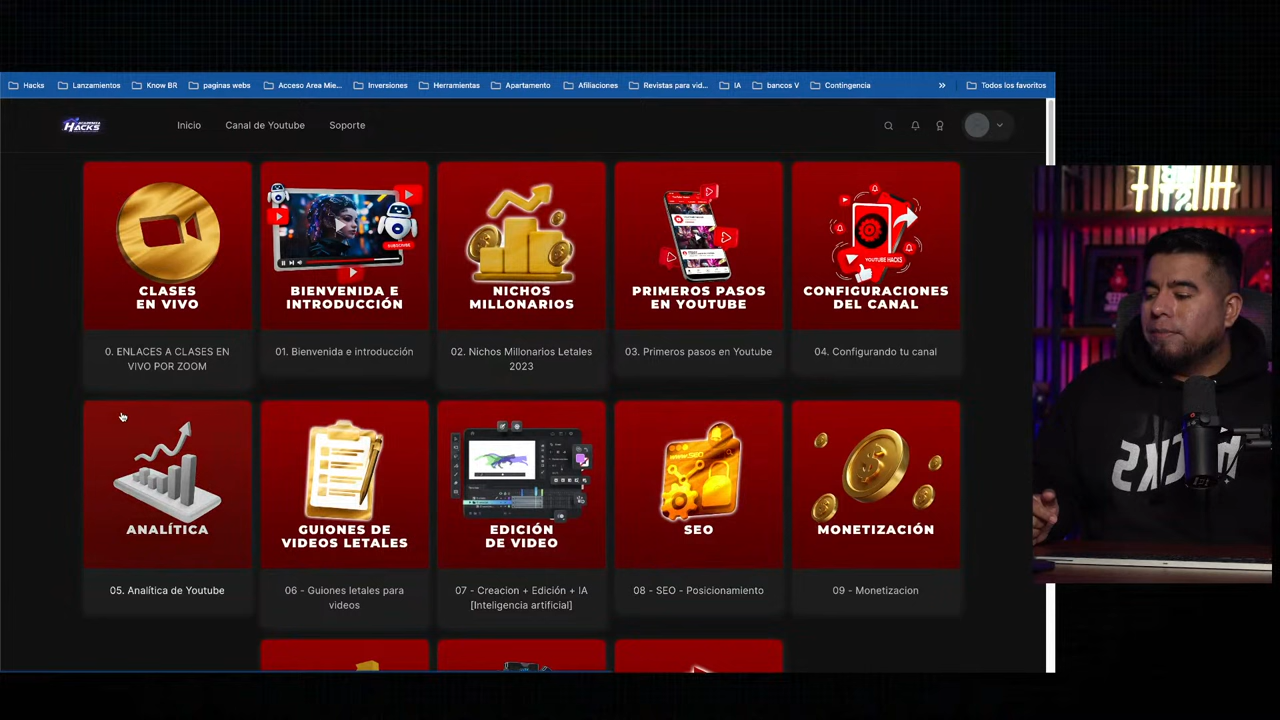 Hacks
Lanzamientos
Know BR
paginas webs
Acceso Area Mie...
Inversiones
Herramientas
Apartamento
Afiliaciones
Revistas para vid...
IA
bancos V
Contingencia
»
Todos los favoritos
HACKS
Inicio
Canal de Youtube
Soporte
CLASES
EN VIVO
0. ENLACES A CLASES EN
VIVO POR ZOOM
SUBSCRIBE
BIENVENIDA E
INTRODUCCIÓN
01. Bienvenida e introducción
NICHOS
MILLONARIOS
02. Nichos Millonarios Letales
2023
PRIMEROS PASOS
EN YOUTUBE
03. Primeros pasos en Youtube
YOUTUBE HACKS
CONFIGURACIONES
DEL CANAL
04. Configurando tu canal
ANALÍTICA
05. Analítica de Youtube
GUIONES DE
VIDEOS LETALES
06 - Guiones letales para
videos
EDICIÓN
DE VIDEO
07 - Creacion + Edición + IA
[Inteligencia artificial]
www.SEO
SEO
08 - SEO - Posicionamiento
MONETIZACIÓN
09 - Monetizacion